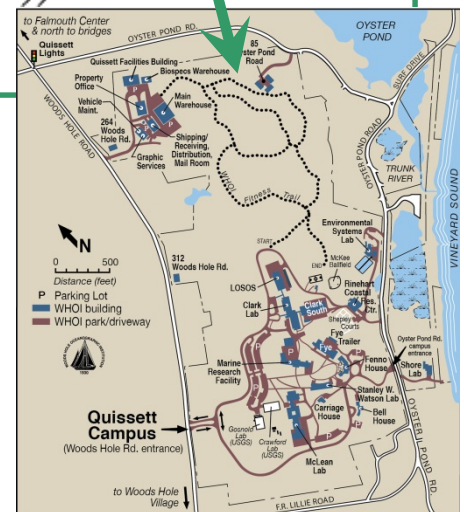 to Falmouth Center
& north to bridges
Quissett
Lights
OYSTER POND RD.
OYSTER
POND
SURF DRIVE
Quissett Facilities Building
Biospecs Warehouse
85
Oyster Pond
Road
Property
Office
Main
Warehouse
Vehicle
Maint.
264
Woods
Hole Rd.
Shipping/
Receiving,
Distribution,
Mail Room
Graphic
Services
WOODS HOLE ROAD
WHOI Fitness Trail
OYSTER POND ROAD
TRUNK
RIVER
VINEYARD SOUND
N
0 500
Distance (feet)
P Parking Lot
WHOI building
WHOI park/driveway
312
Woods Hole Rd.
START
END
McKee
Ballfield
Environmental
Systems
Lab
LOSOS
Clark
Lab
Clark
South
Rinehart
Coastal
Res.
Ctr.
Shepley
Courts
Fye
Trailer
Fye
Oyster Pond Rd.
campus
entrance
Fenno
House
Shore
Lab
Marine
Research
Facility
Stanley W.
Watson Lab
Carriage
House
Bell
House
Quissett
Campus
(Woods Hole Rd. entrance)
Gosnold
Lab
(USGS)
Crawford
Lab
(USGS)
McLean
Lab
OYSTER POND RD.
to Woods Hole
Village
F.R. LILLIE ROAD